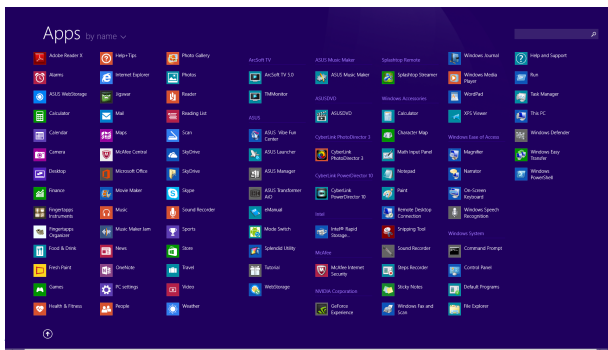 Apps by name
Adobe Reader X
Alarms
ASUS WebStorage
Calculator
Calendar
Camera
Desktop
Finance
Fingertapps
Instruments
Fingertapps
Organizer
Food & Drink
Fresh Paint
Games
Health & Fitness
Help+Tips
Internet Explorer
Jigswar
Mail
Maps
McAfee Central
Microsoft Office
Movie Maker
Music
Music Maker Jam
News
OneNote
PC settings
People
Photo Gallery
Photos
Reader
Reading List
Scan
SkyDrive
SkyDrive
Skype
Sound Recorder
Sports
Store
Travel
Video
Weather
ArcSoft TV
ArcSoft TV 5.0
TMMonitor
ASUS
ASUS Vibe Fun
Center
ASUS Launcher
ASUS Manager
ASUS Transformer
AiO
eManual
Mode Switch
Splendid Utility
Tutorial
WebStorage
ASUS Music Maker
ASUS Music Maker
ASUSDVD
ASUSDVD
CyberLink PhotoDirector 3
CyberLink
PhotoDirector 3
CyberLink PowerDirector 10
CyberLink
PowerDirector 10
Intel
Intel® Rapid
Storage...
McAfee
McAfee Internet
Security
NVIDIA Corporation
GeForce
Experience
Splashtop Remote
Splashtop Streamer
Windows Accessories
Calculator
Character Map
Math Input Panel
Notepad
Paint
Remote Desktop
Connection
Snipping Tool
Sound Recorder
Steps Recorder
Sticky Notes
Windows Fax and
Scan
Windows Journal
Windows Media
Player
WordPad
XPS Viewer
Windows Ease of Access
Magnifier
Narrator
On-Screen
Keyboard
Windows Speech
Recognition
Windows System
Command Prompt
Control Panel
Default Programs
File Explorer
Help and Support
Run
Task Manager
This PC
Windows Defender
Windows Easy
Transfer
Windows
PowerShell